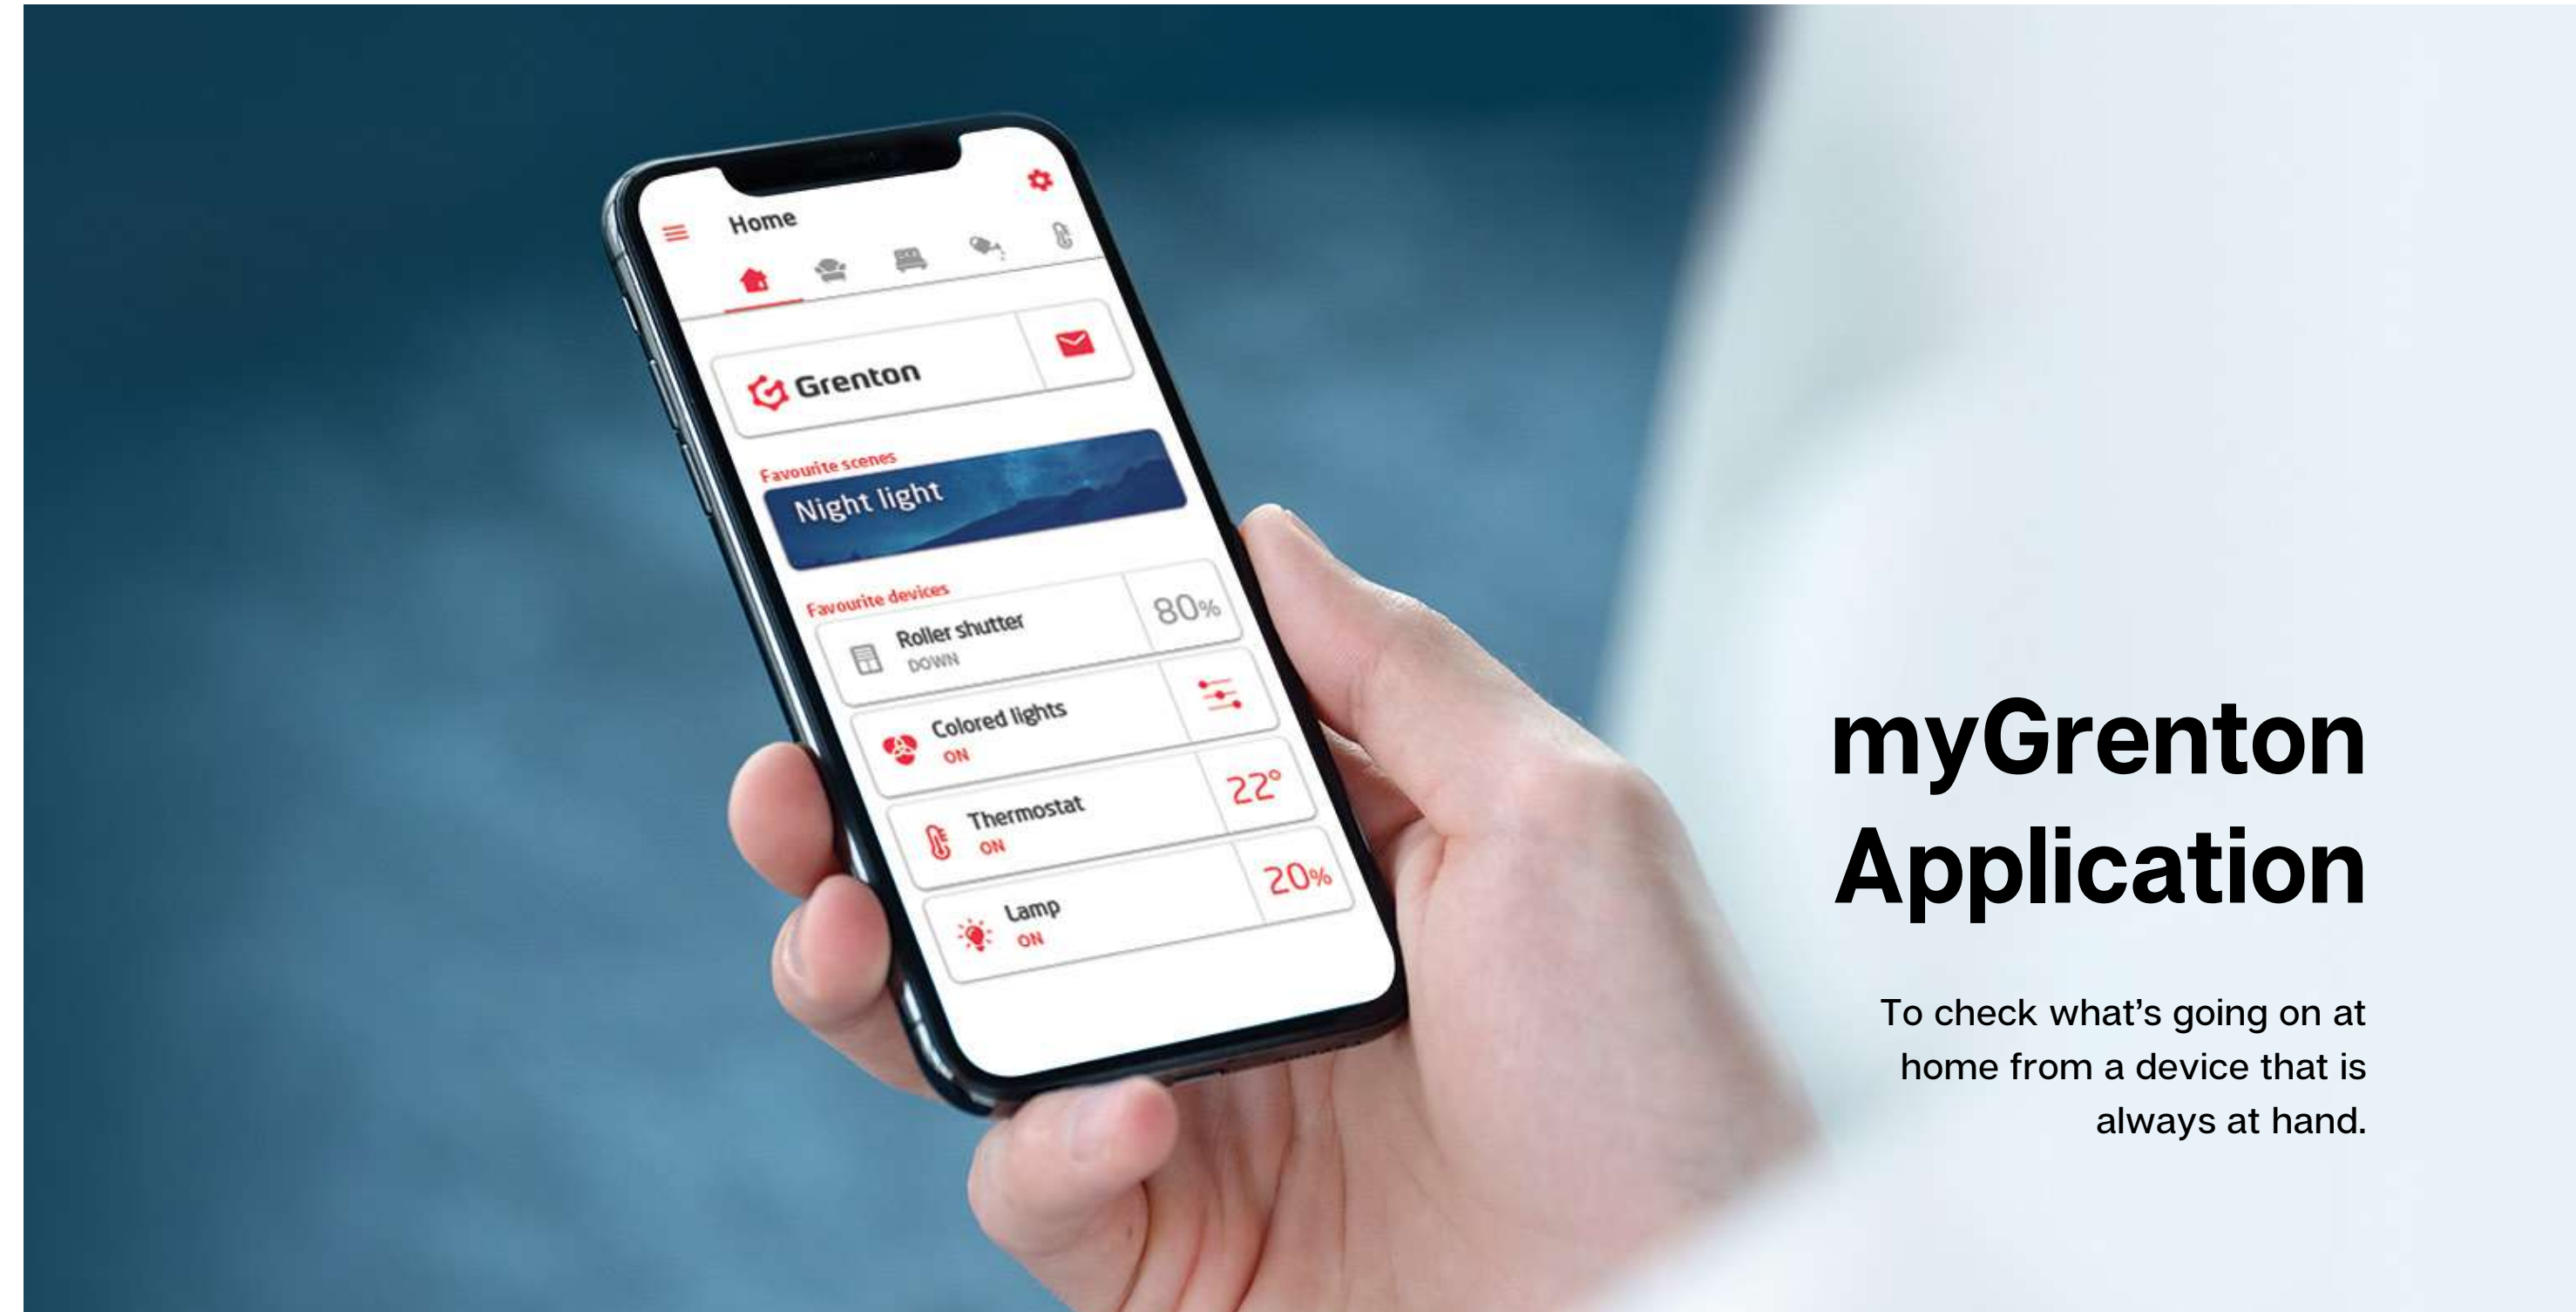 Home
Grenton
Favourite scenes
Night light
Favourite devices
Roller shutter
DOWN
80%
Colored lights
ON
Thermostat
ON
22°
Lamp
ON
20%
myGrenton
Application
To check what’s going on at
home from a device that is
always at hand.